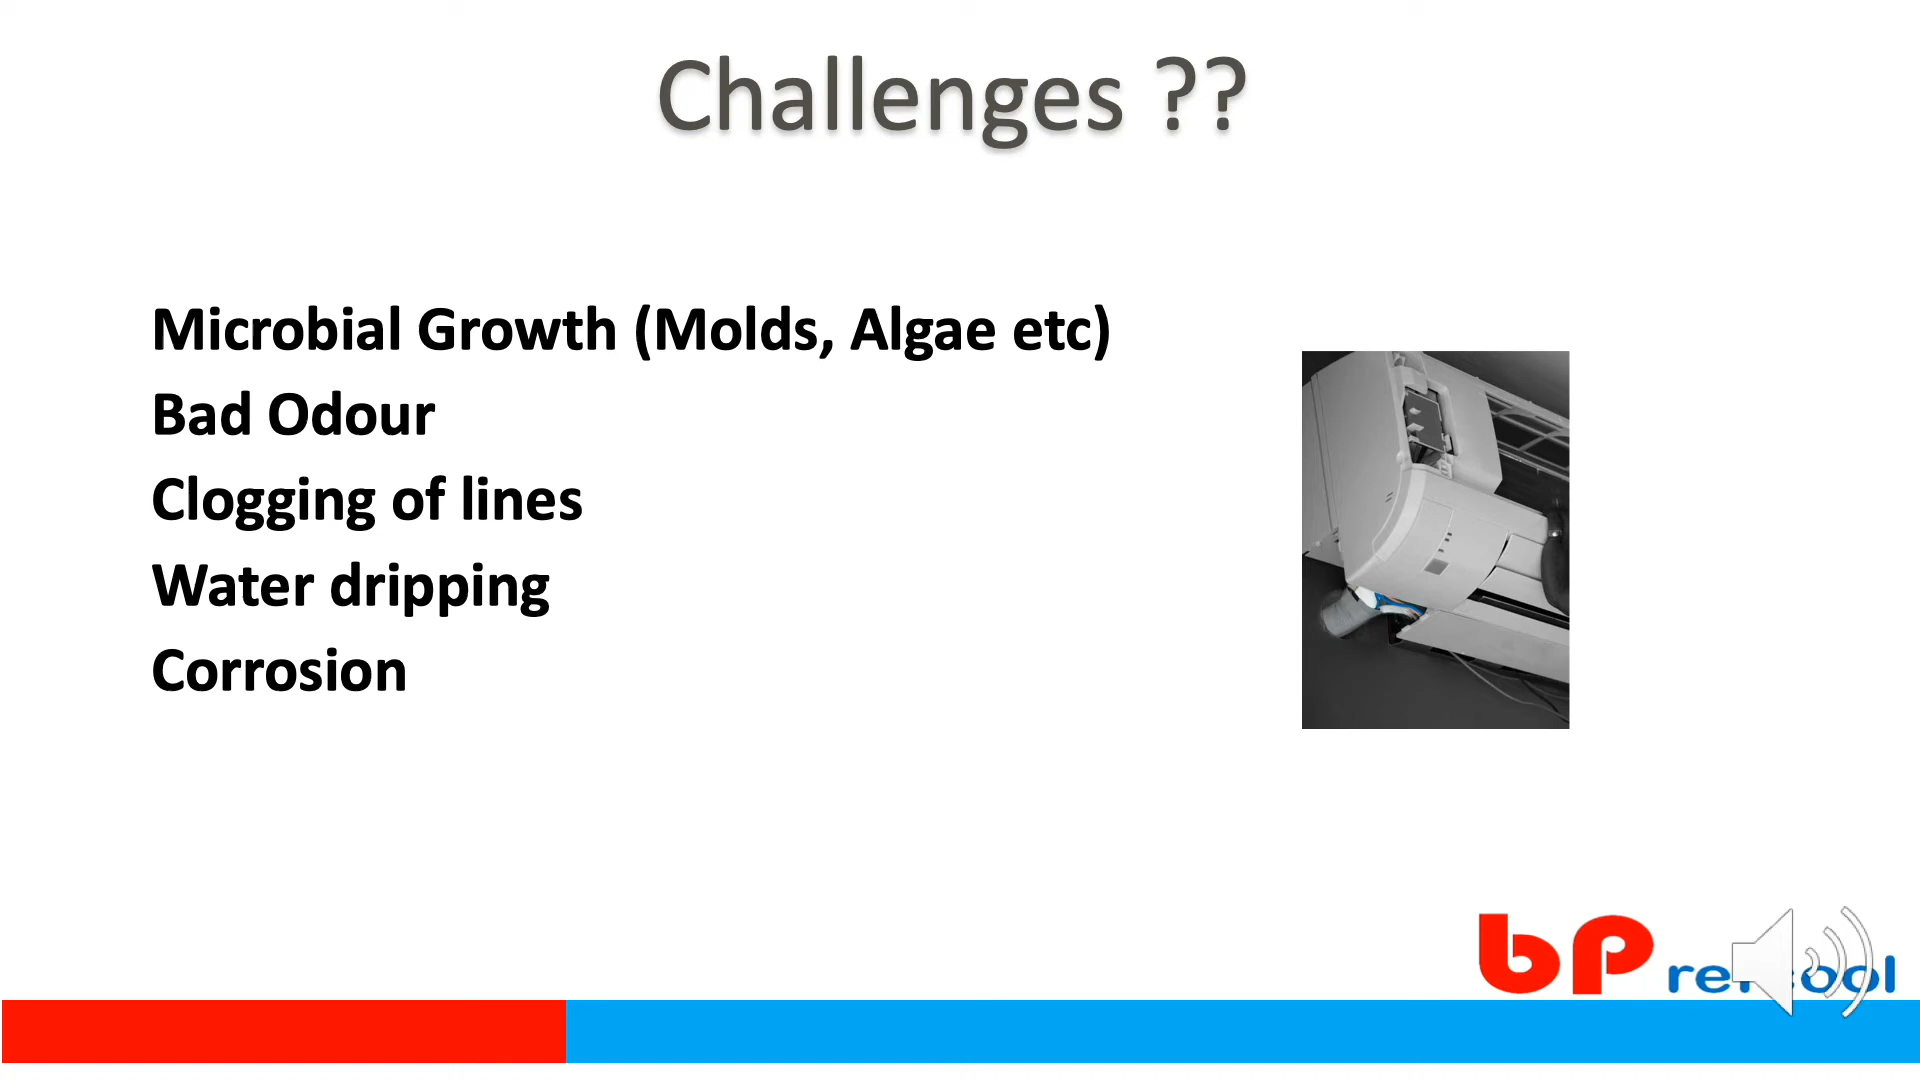 Challenges ??
Microbial Growth (Molds, Algae etc)
Bad Odour
Clogging of lines
Water dripping
Corrosion
bP